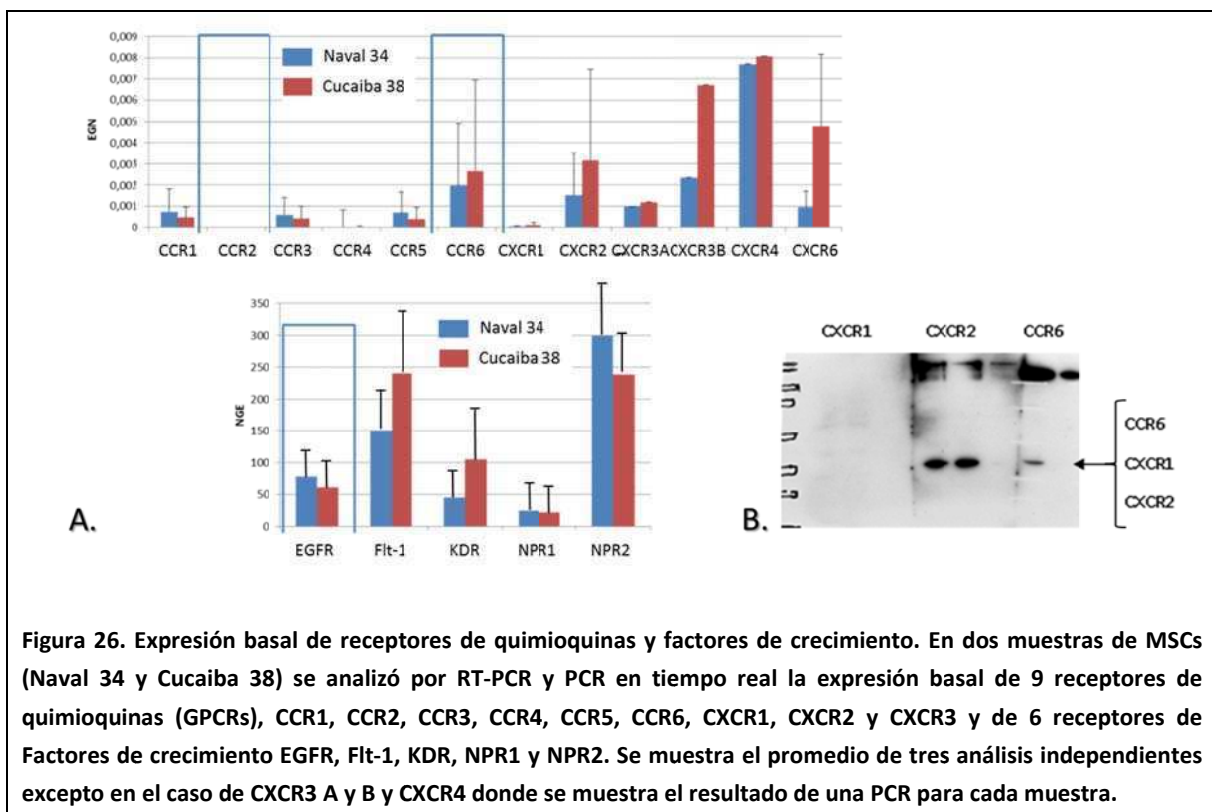 0,009
0,008
0,007
0,006
0,005
0,004
0,003
0,002
0,001
0
EGN
Naval 34
Cucaiba 38
CCR1 CCR2 CCR3 CCR4 CCR5 CCR6 CXCR1 CXCR2 CXCR3A CXCR3B CXCR4 CXCR6
350
300
250
200
150
100
50
0
NGE
Naval 34
Cucaiba 38
EGFR Flt-1 KDR NPR1 NPR2
A.
CXCR1 CXCR2 CCR6
CCR6
CXCR1
CXCR2
B.
Figura 26. Expresión basal de receptores de quimioquinas y factores de crecimiento. En dos muestras de MSCs
(Naval 34 y Cucaiba 38) se analizó por RT-PCR y PCR en tiempo real la expresión basal de 9 receptores de
quimioquinas (GPCRs), CCR1, CCR2, CCR3, CCR4, CCR5, CCR6, CXCR1, CXCR2 y CXCR3 y de 6 receptores de
Factores de crecimiento EGFR, Flt-1, KDR, NPR1 y NPR2. Se muestra el promedio de tres análisis independientes
excepto en el caso de CXCR3 A y B y CXCR4 donde se muestra el resultado de una PCR para cada muestra.